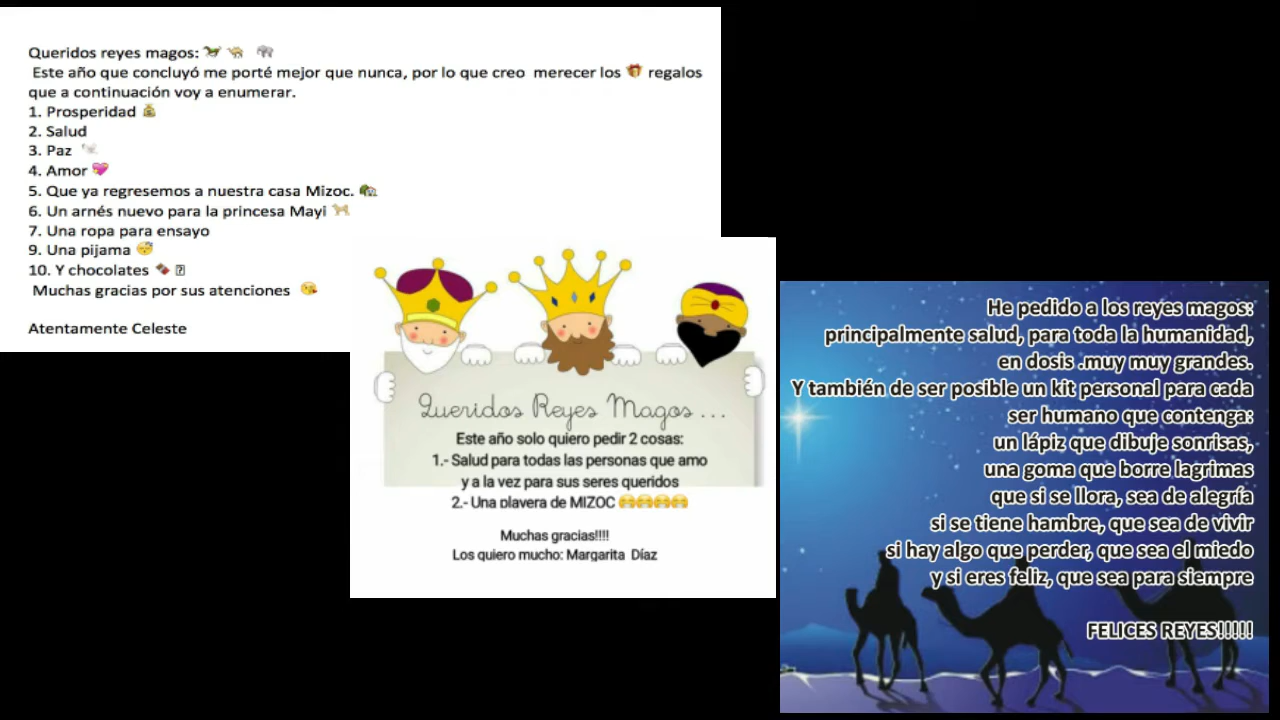 Queridos reyes magos: 🐎 🐫 🐘
Este año que concluyó me porté mejor que nunca, por lo que creo merecer los 🎁 regalos
que a continuación voy a enumerar.
1. Prosperidad 💰
2. Salud
3. Paz 🕊
4. Amor 💝
5. Que ya regresemos a nuestra casa Mizoc. 🏡
6. Un arnés nuevo para la princesa Mayi 🐕
7. Una ropa para ensayo
9. Una pijama 😴
10. Y chocolates 🍫
Muchas gracias por sus atenciones 😘
Atentamente Celeste
Queridos Reyes Magos ...
Este año solo quiero pedir 2 cosas:
1.- Salud para todas las personas que amo
y a la vez para sus seres queridos
2.- Una playera de MIZOC 😁😁😁😁
Muchas gracias!!!!
Los quiero mucho: Margarita Díaz
He pedido a los reyes magos:
principalmente salud, para toda la humanidad,
en dosis .muy muy grandes.
Y también de ser posible un kit personal para cada
ser humano que contenga:
un lápiz que dibuje sonrisas,
una goma que borre lagrimas
que si se llora, sea de alegría
si se tiene hambre, que sea de vivir
si hay algo que perder, que sea el miedo
y si eres feliz, que sea para siempre
FELICES REYES!!!!!